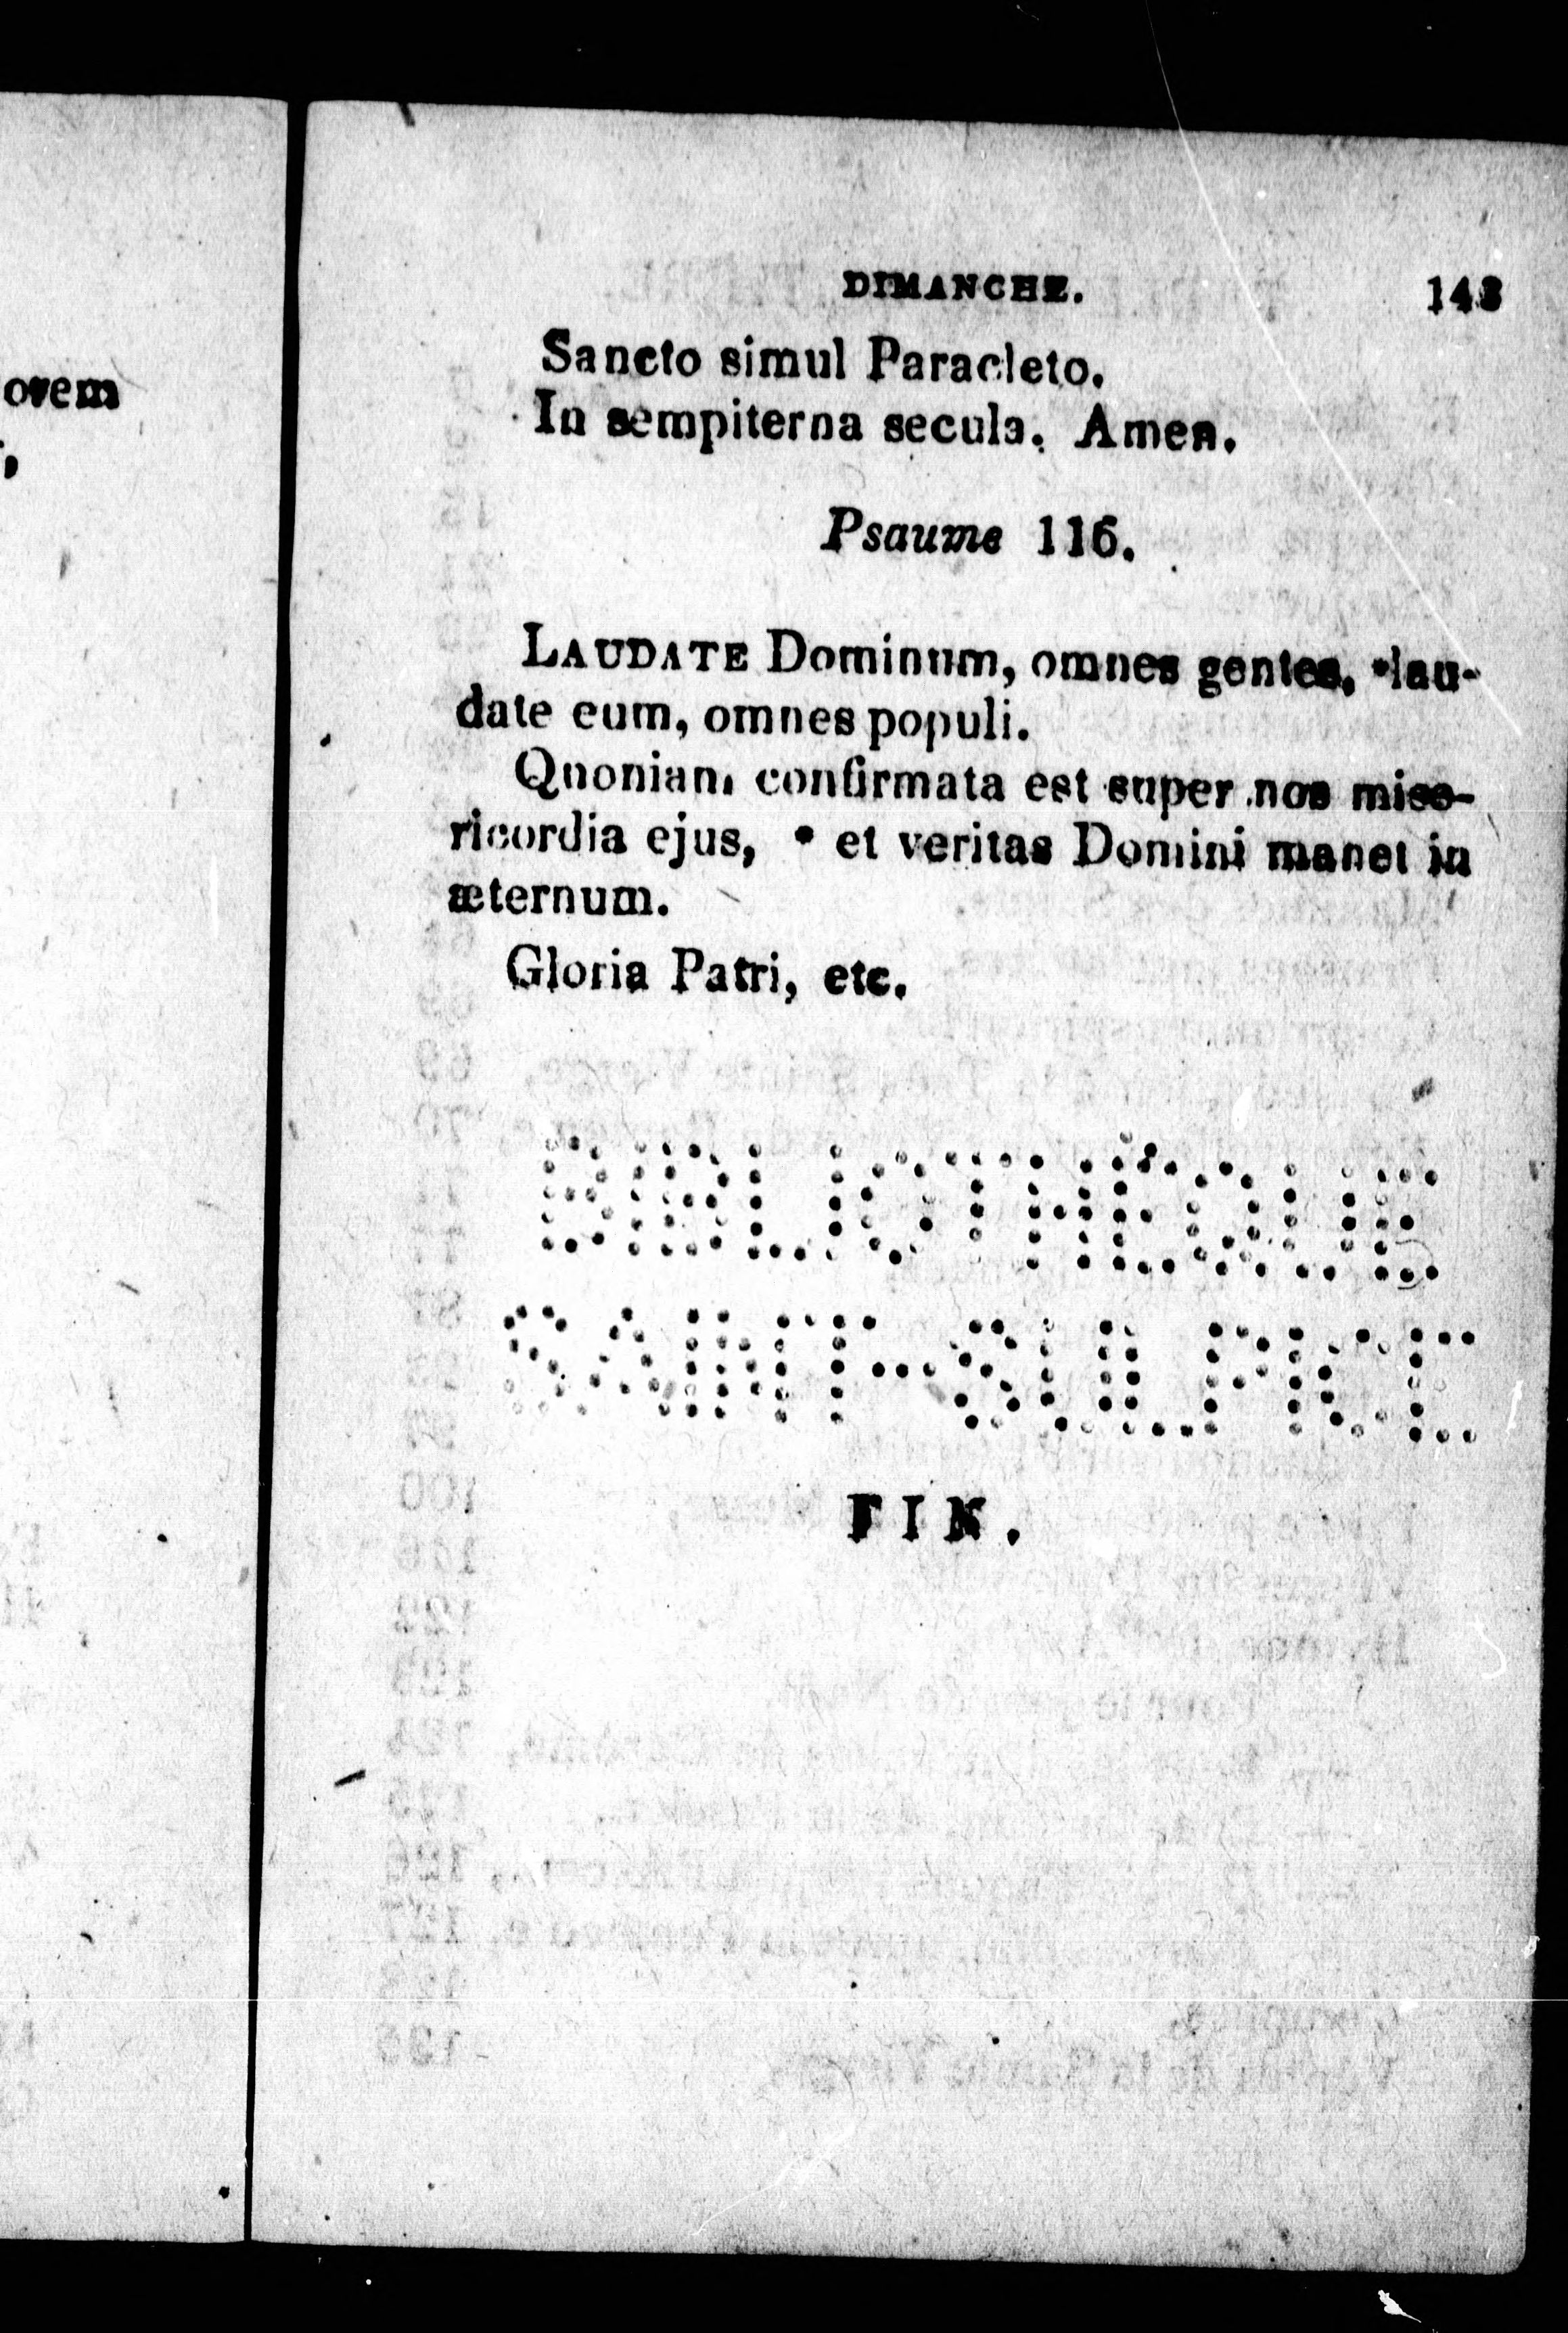 orem
DIMANCHE. 143
Sancto simul Paracleto.
In sempiterna secula. Amen.
Psaume 116.
LAUDATE Dominum, omnes gentes, *lau-
date eum, omnes populi.
Quoniam confirmata est super nos mise-
ricordia ejus, * et veritas Domini manet in
æternum.
Gloria Patri, etc.
BIBLIOTHÈQUE
SAINT-SULPICE
FIN.